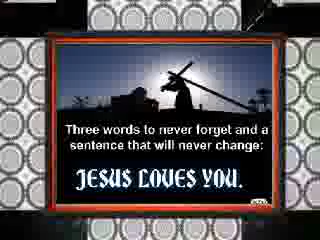 Three words to never forget and a
sentence that will never change:
JESUS LOVES YOU.